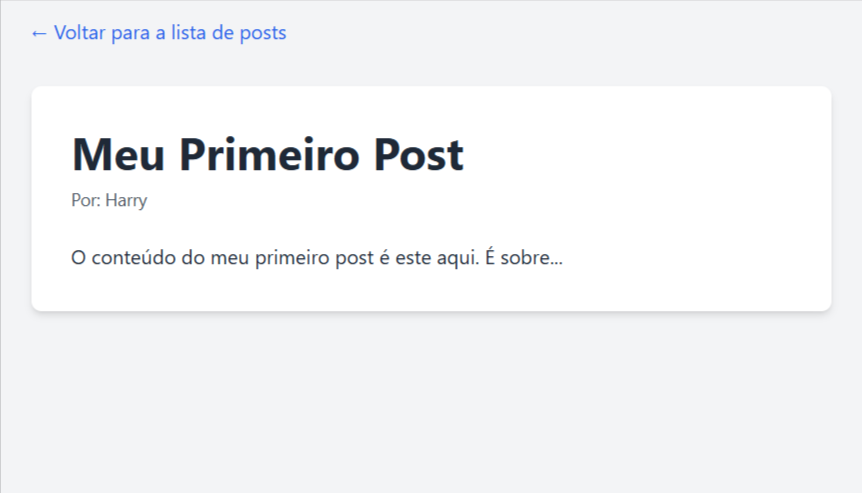 ← Voltar para a lista de posts
Meu Primeiro Post
Por: Harry
O conteúdo do meu primeiro post é este aqui. É sobre...